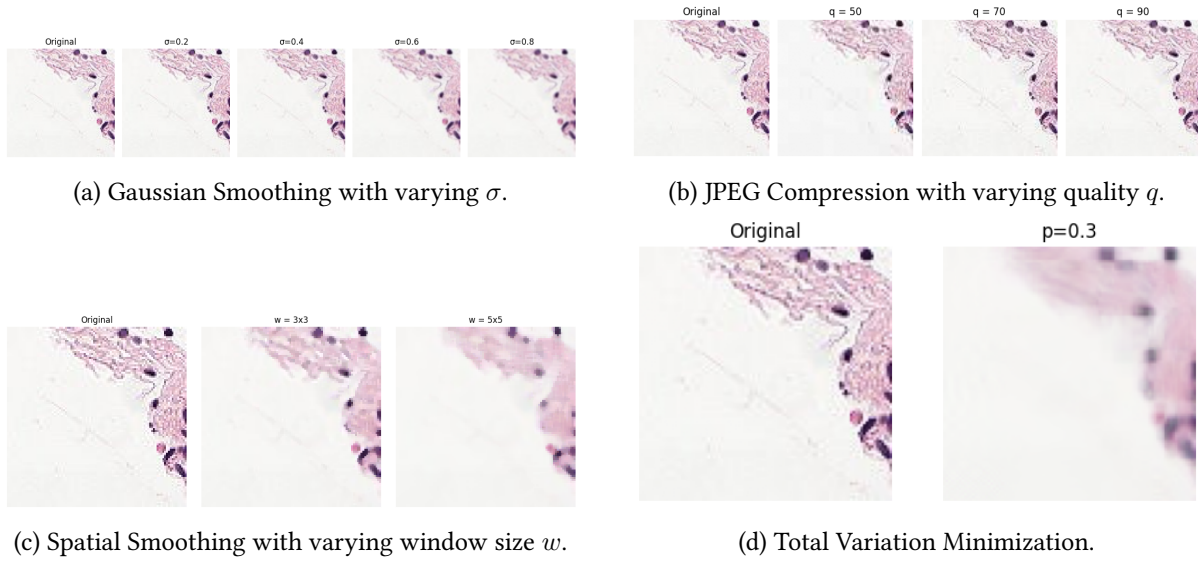 Original σ=0.2 σ=0.4 σ=0.6 σ=0.8
(a) Gaussian Smoothing with varying σ.
Original q = 50 q = 70 q = 90
(b) JPEG Compression with varying quality q.
Original w = 3x3 w = 5x5
(c) Spatial Smoothing with varying window size w.
Original p=0.3
(d) Total Variation Minimization.